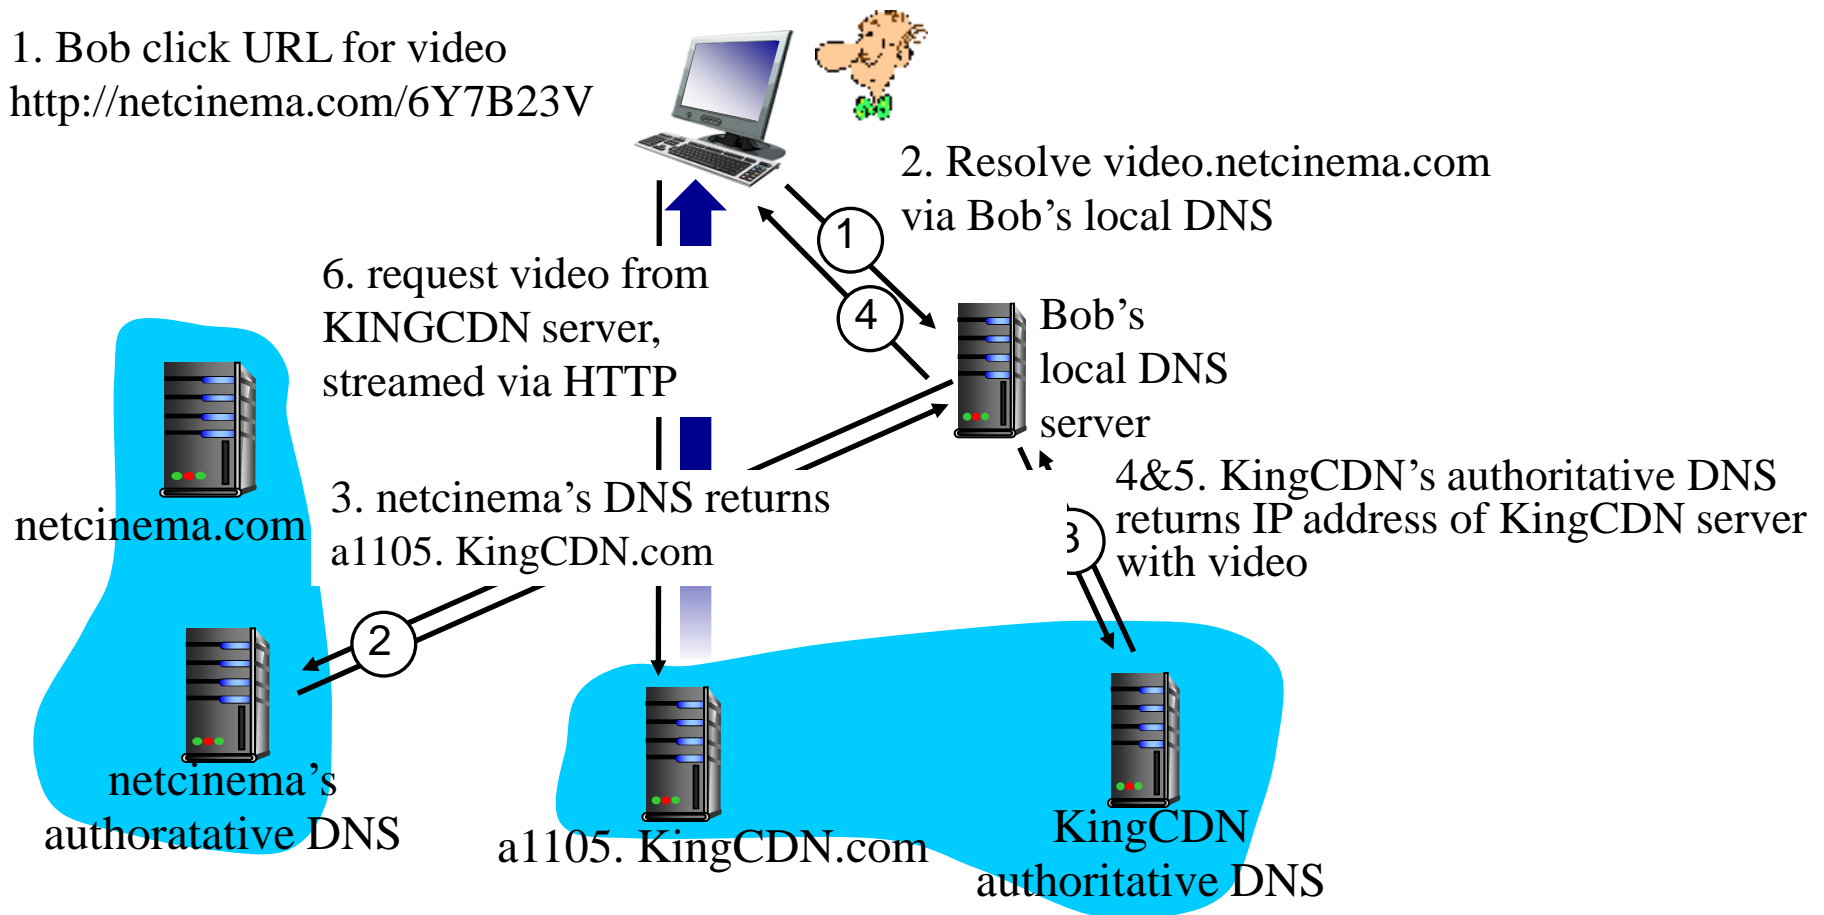 1. Bob click URL for video
http://netcinema.com/6Y7B23V
2. Resolve video.netcinema.com
via Bob’s local DNS
1
6. request video from
KINGCDN server,
streamed via HTTP
4
Bob’s
local DNS
server
netcinema.com
3. netcinema’s DNS returns
a1105. KingCDN.com
4&5. KingCDN’s authoritative DNS
returns IP address of KingCDN server
with video
3
2
netcinema’s
authoratative DNS
a1105. KingCDN.com
KingCDN
authoritative DNS